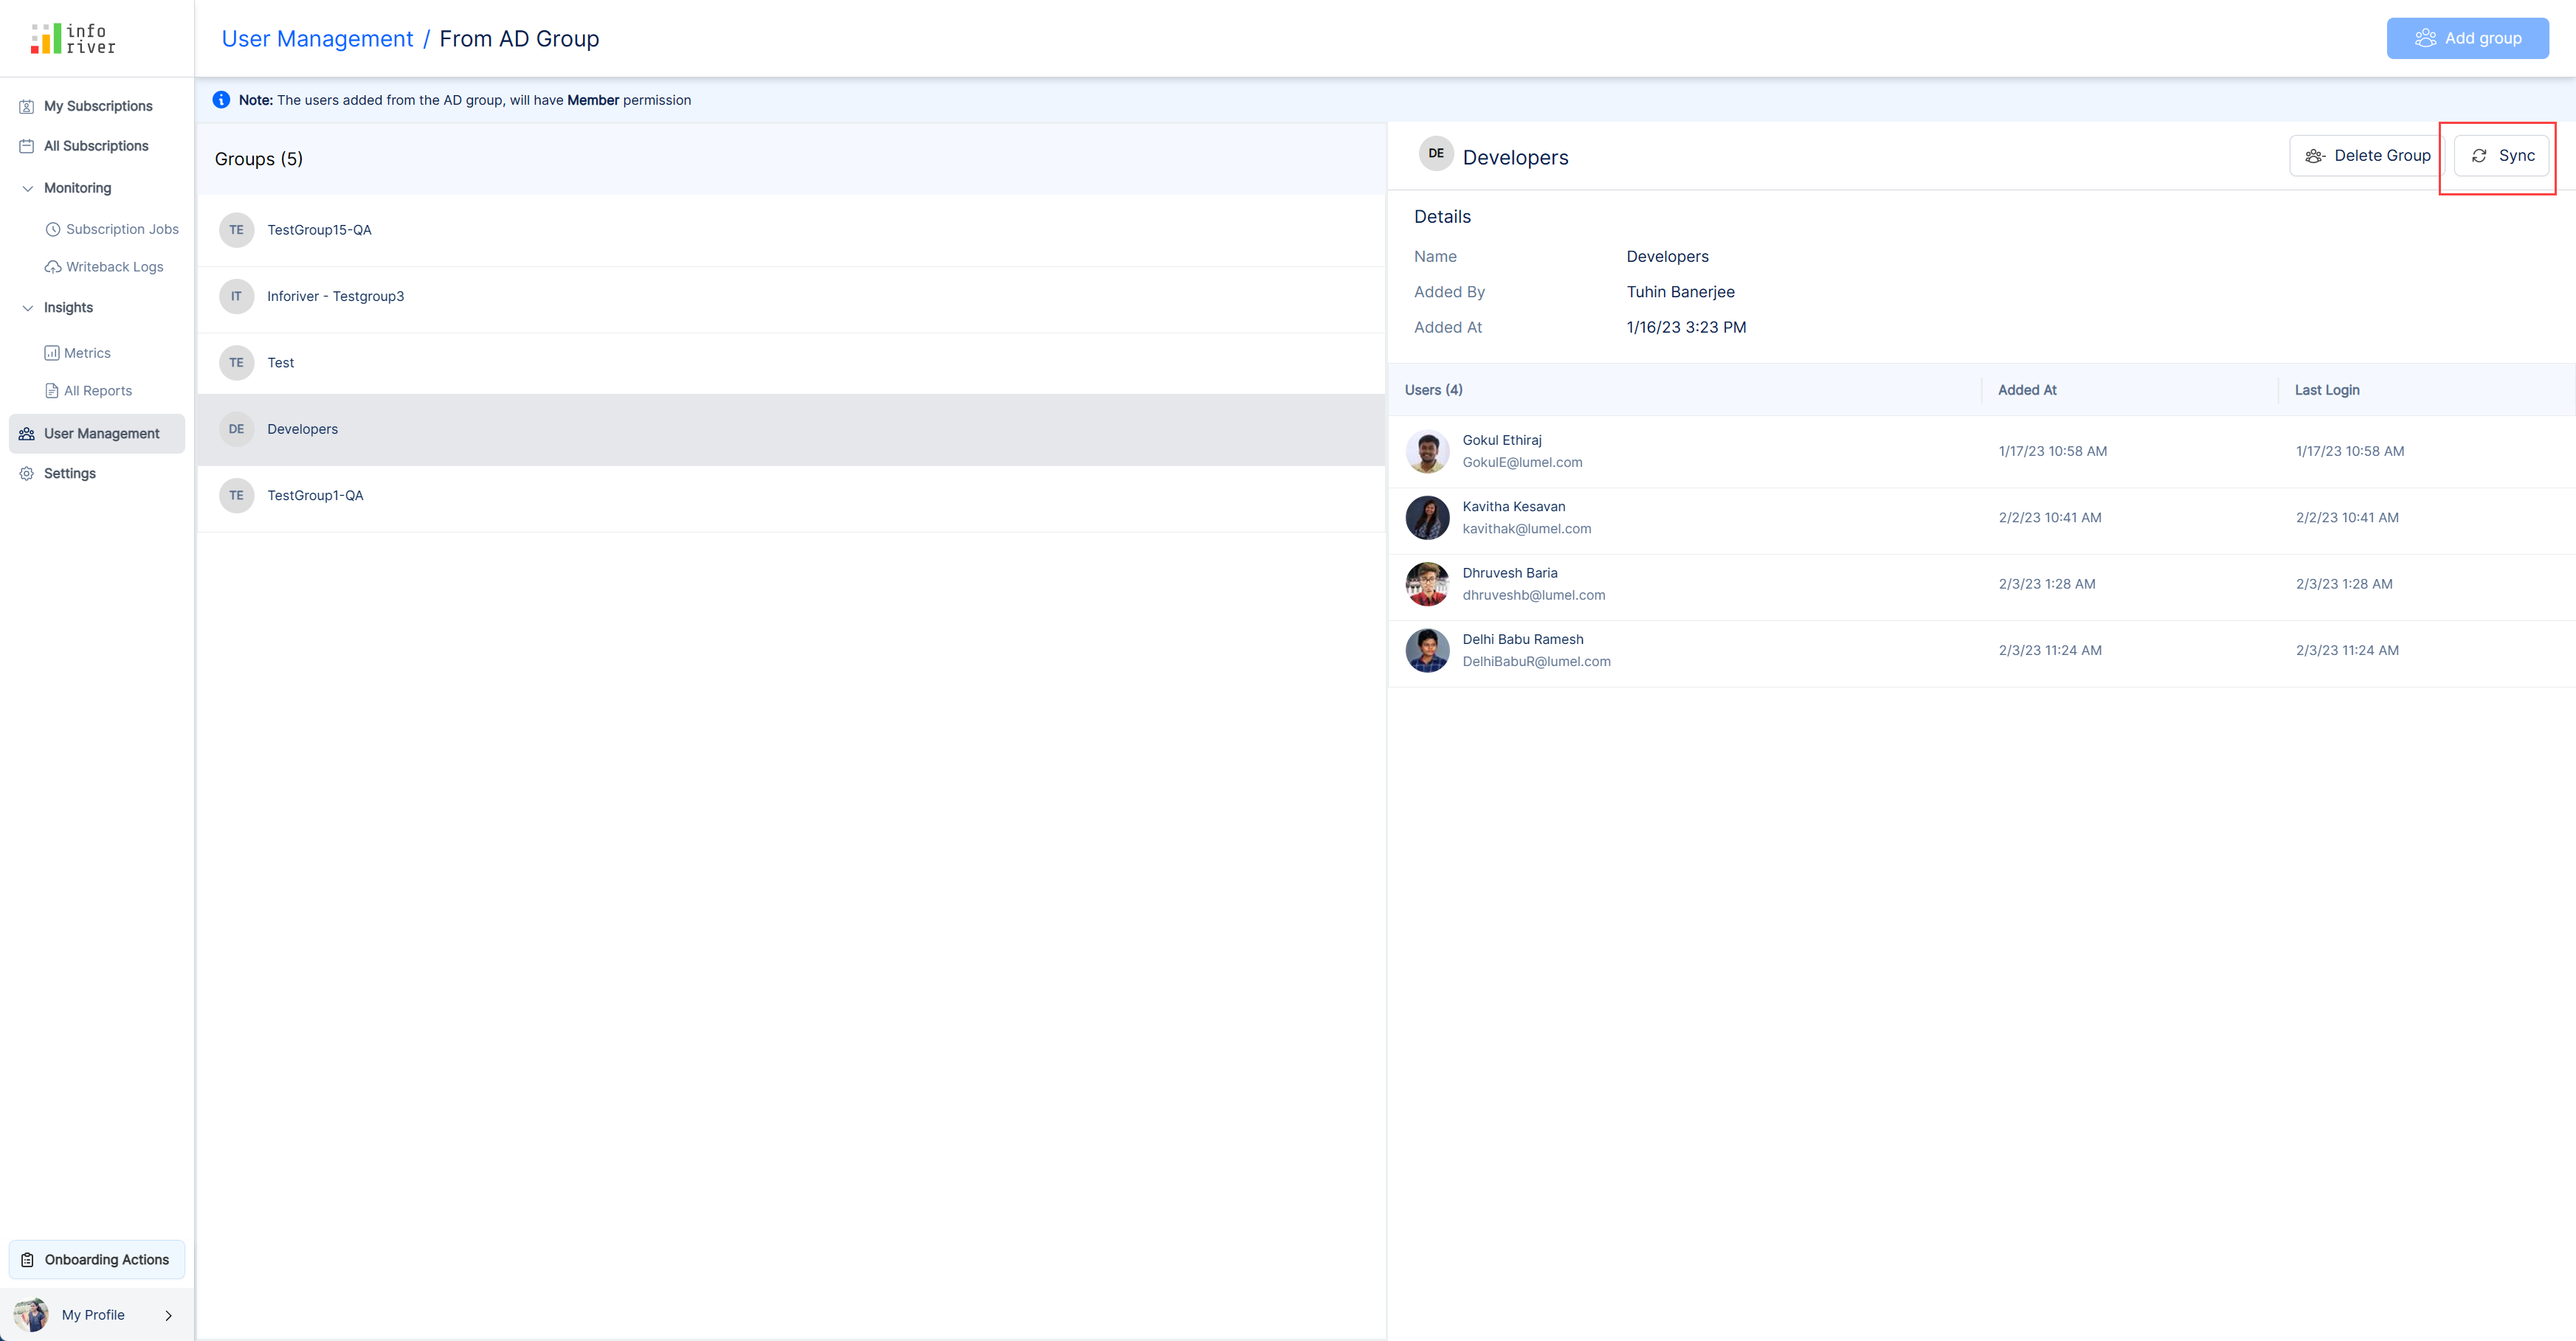 info
river
User Management / From AD Group
Add group
My Subscriptions
All Subscriptions
Monitoring
Subscription Jobs
Writeback Logs
Insights
Metrics
All Reports
User Management
Settings
Onboarding Actions
My Profile
Note: The users added from the AD group, will have Member permission
Groups (5)
TE TestGroup15-QA
IT Inforiver - Testgroup3
TE Test
DE Developers
TE TestGroup1-QA
DE Developers
Delete Group
Sync
Details
Name Developers
Added By Tuhin Banerjee
Added At 1/16/23 3:23 PM
Users (4) Added At Last Login
Gokul Ethiraj
GokulE@lumel.com
1/17/23 10:58 AM 1/17/23 10:58 AM
Kavitha Kesavan
kavithak@lumel.com
2/2/23 10:41 AM 2/2/23 10:41 AM
Dhruvesh Baria
dhruveshb@lumel.com
2/3/23 1:28 AM 2/3/23 1:28 AM
Delhi Babu Ramesh
DelhiBabuR@lumel.com
2/3/23 11:24 AM 2/3/23 11:24 AM